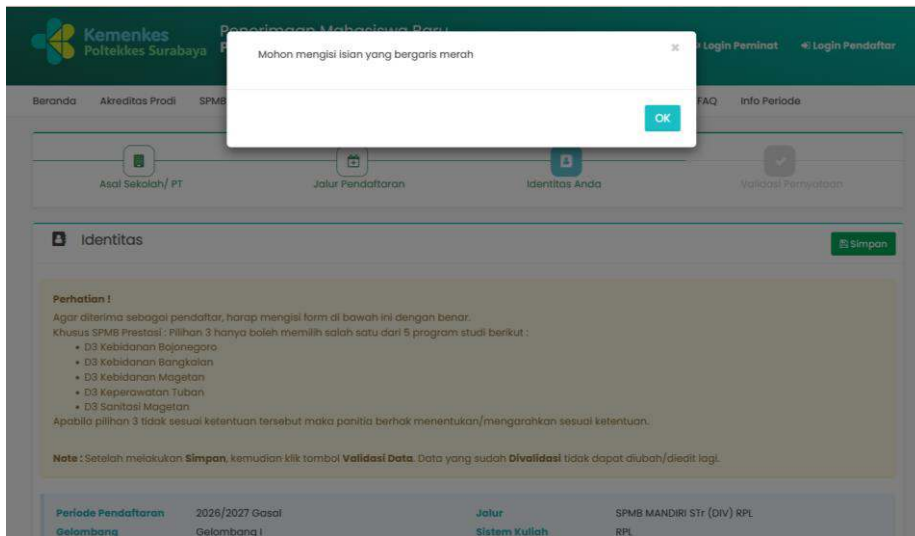 Kemenkes
Poltekkes Surabaya
Penerimaan Mahasiswa Baru
Mohon mengisi isian yang bergaris merah
×
Login Peminat
Login Pendaftar
Beranda
Akreditas Prodi
SPMB
FAQ
Info Periode
OK
Asal Sekolah/ PT
Jalur Pendaftaran
Identitas Anda
Validasi Pernyataan
Identitas
Simpan
Perhatian !
Agar diterima sebagai pendaftar, harap mengisi form di bawah ini dengan benar.
Khusus SPMB Prestasi : Pilihan 3 hanya boleh memilih salah satu dari 5 program studi berikut :
• D3 Kebidanan Bojonegoro
• D3 Kebidanan Bangkalan
• D3 Kebidanan Magetan
• D3 Keperawatan Tuban
• D3 Sanitasi Magetan
Apabila pilihan 3 tidak sesuai ketentuan tersebut maka panitia berhak menentukan/mengarahkan sesuai ketentuan.
Note : Setelah melakukan Simpan, kemudian klik tombol Validasi Data. Data yang sudah Divalidasi tidak dapat diubah/diedit lagi.
Periode Pendaftaran 2026/2027 Gasal Jalur SPMB MANDIRI STr (DIV) RPL
Gelombang Gelombang I Sistem Kuliah RPL